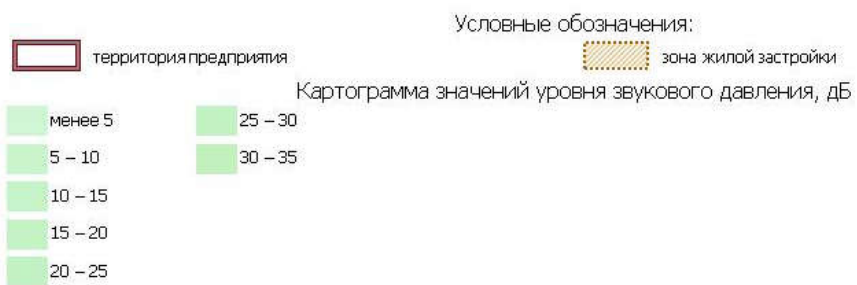 Условные обозначения:
территория предприятия
зона жилой застройки
Картограмма значений уровня звукового давления, дБ
менее 5
25 – 30
5 – 10
30 – 35
10 – 15
15 – 20
20 – 25